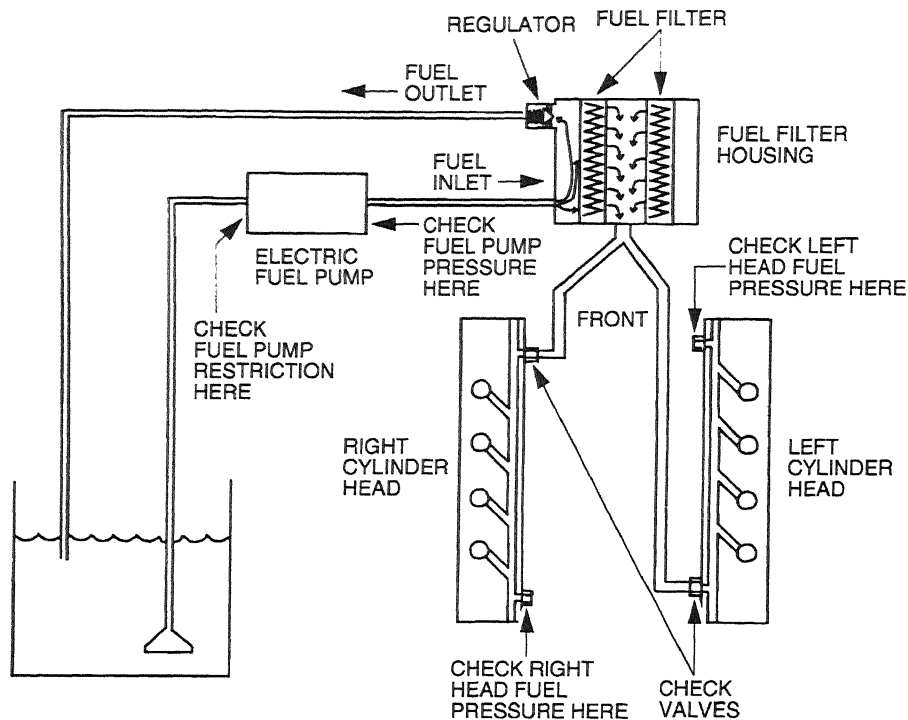 REGULATOR
FUEL FILTER
FUEL
OUTLET
FUEL FILTER
HOUSING
FUEL
INLET
ELECTRIC
FUEL PUMP
CHECK
FUEL PUMP
PRESSURE
HERE
CHECK LEFT
HEAD FUEL
PRESSURE HERE
FRONT
CHECK
FUEL PUMP
RESTRICTION
HERE
RIGHT
CYLINDER
HEAD
LEFT
CYLINDER
HEAD
CHECK RIGHT
HEAD FUEL
PRESSURE HERE
CHECK
VALVES